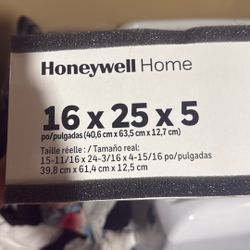 Honeywell Home
16 x 25 x 5
po/pulgadas (40,6 cm x 63,5 cm x 12,7 cm)
Taille réelle : / Tamaño real:
15-11/16 x 24-3/16 x 4-15/16 po/pulgadas
39,8 cm x 61,4 cm x 12,5 cm